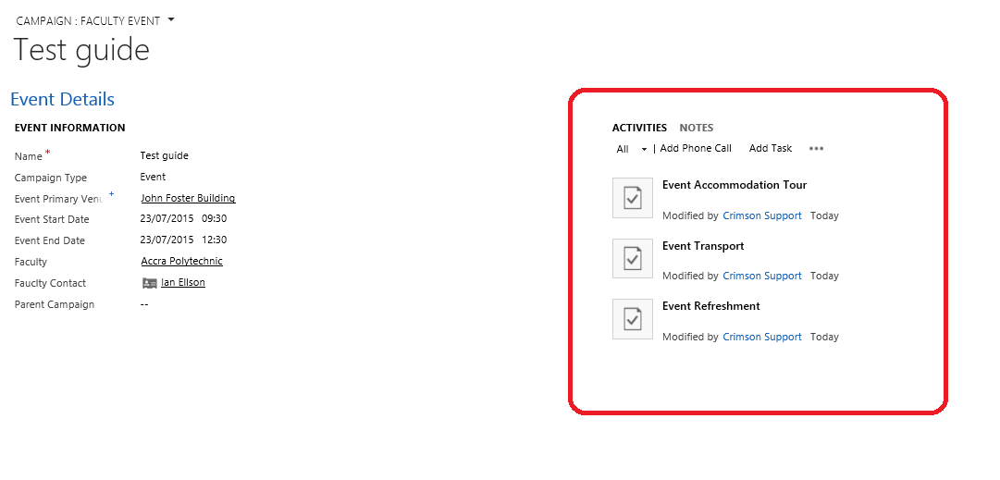 CAMPAIGN : FACULTY EVENT
Test guide
Event Details
EVENT INFORMATION
Name * Test guide
Campaign Type Event
Event Primary Venu + John Foster Building
Event Start Date 23/07/2015 09:30
Event End Date 23/07/2015 12:30
Faculty Accra Polytechnic
Fauclty Contact Ian Ellson
Parent Campaign --
ACTIVITIES NOTES
All | Add Phone Call Add Task •••
Event Accommodation Tour
Modified by Crimson Support Today
Event Transport
Modified by Crimson Support Today
Event Refreshment
Modified by Crimson Support Today